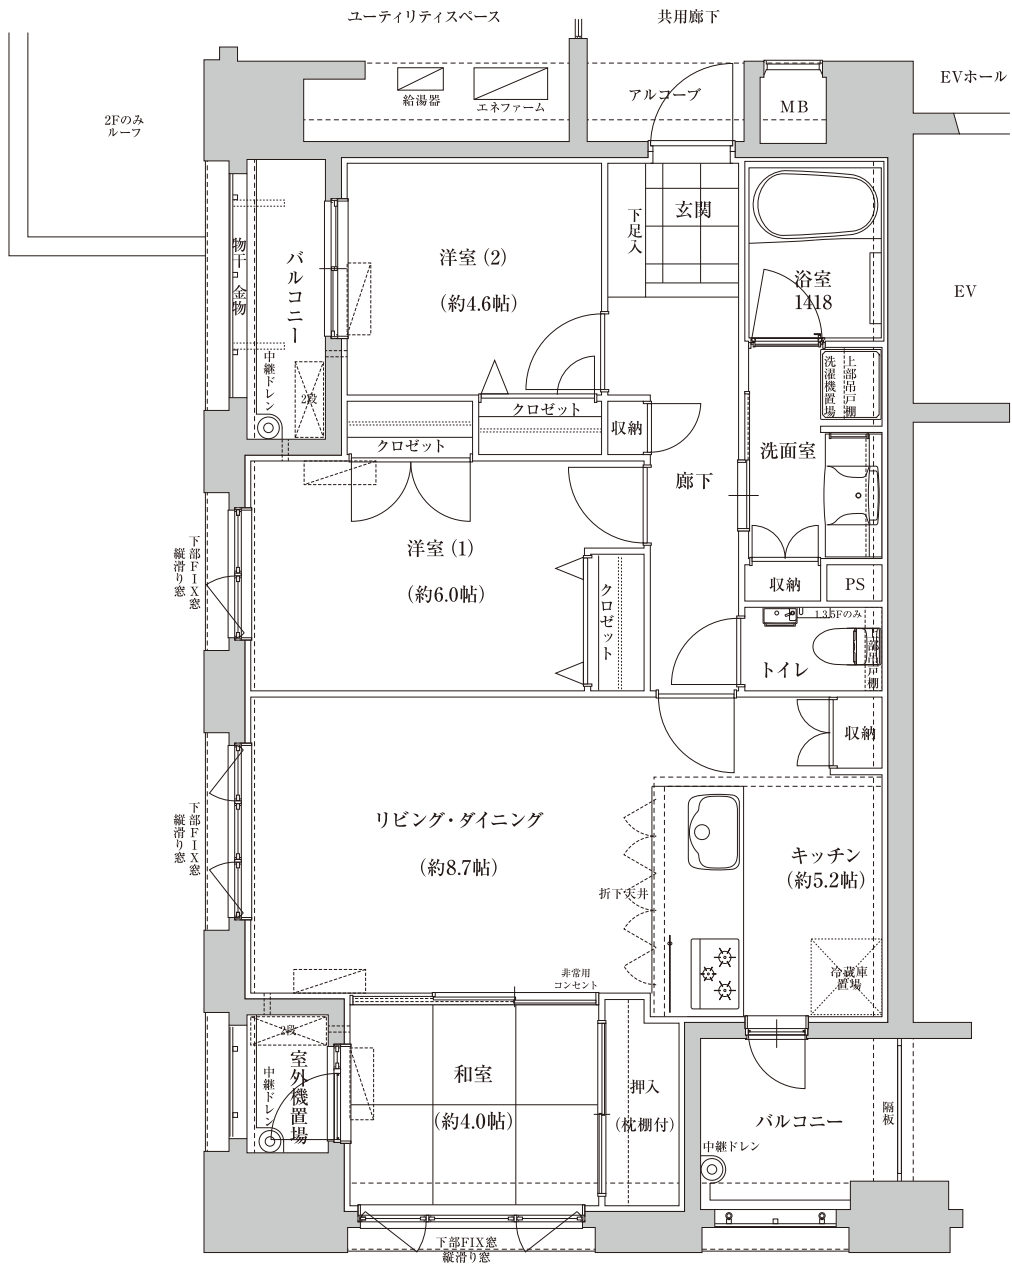 ユーティリティスペース
共用廊下
EVホール
給湯器
エネファーム
アルコーブ
MB
2Fのみ
ルーフ
玄関
下足入
洋室(2)
(約4.6帖)
物干金物
バルコニー
浴室
1418
EV
中継ドレン
2段
上部吊戸棚
洗濯機置場
クロゼット
クロゼット
収納
洗面室
廊下
洋室(1)
(約6.0帖)
下部FIX窓
縦滑り窓
クロゼット
収納
PS
1.3.5Fのみ
上部吊戸棚
トイレ
収納
リビング・ダイニング
(約8.7帖)
下部FIX窓
縦滑り窓
キッチン
(約5.2帖)
折下天井
冷蔵庫
置場
非常用
コンセント
2段
室外機置場
中継ドレン
和室
(約4.0帖)
押入
(枕棚付)
バルコニー
隔板
中継ドレン
下部FIX窓
縦滑り窓